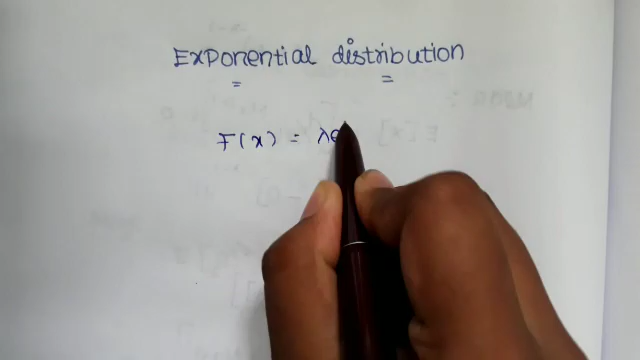 Exponential distribution
F(x) = λe